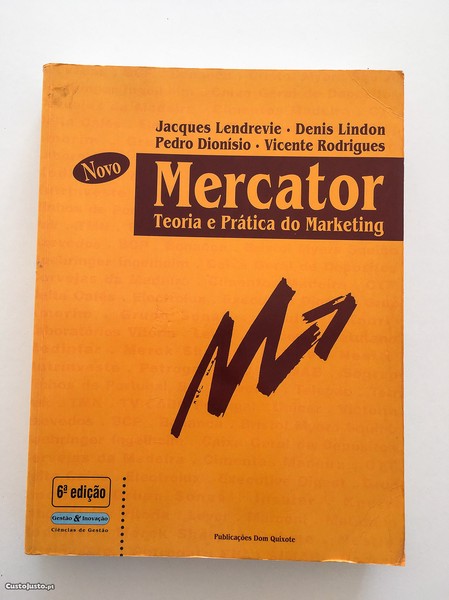 Jacques Lendrevie · Denis Lindon
Pedro Dionísio · Vicente Rodrigues
Novo
Mercator
Teoria e Prática do Marketing
6ª edição
Gestão & Inovação
Ciências de Gestão
Publicações Dom Quixote
CustoJusto.pt